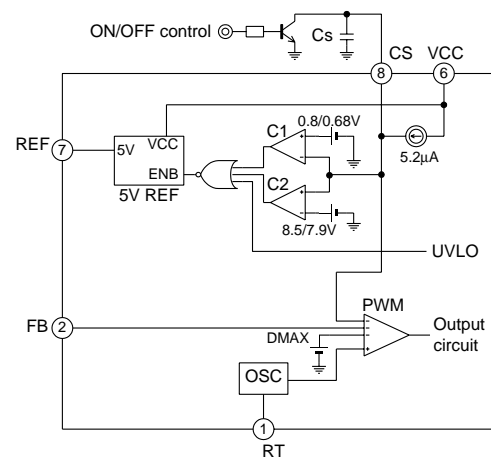 ON/OFF control
Cs
CS
VCC
8
6
0.8/0.68V
C1
REF
7
5V
VCC
ENB
5V REF
C2
5.2μA
8.5/7.9V
UVLO
PWM
FB
2
Output
circuit
DMAX
OSC
1
RT